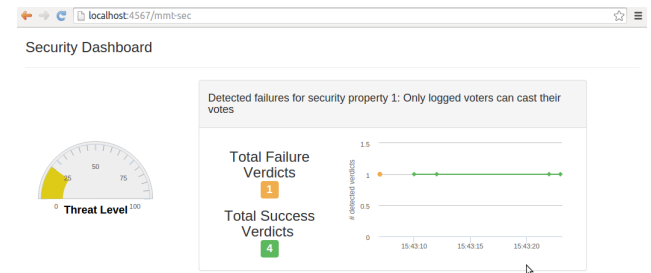 localhost:4567/mmt-sec
Security Dashboard
Detected failures for security property 1: Only logged voters can cast their
votes
50
25
75
0
Threat Level
100
Total Failure
Verdicts
1
Total Success
Verdicts
4
# detected verdicts
1.5
1
0.5
0
15:43:10
15:43:15
15:43:20